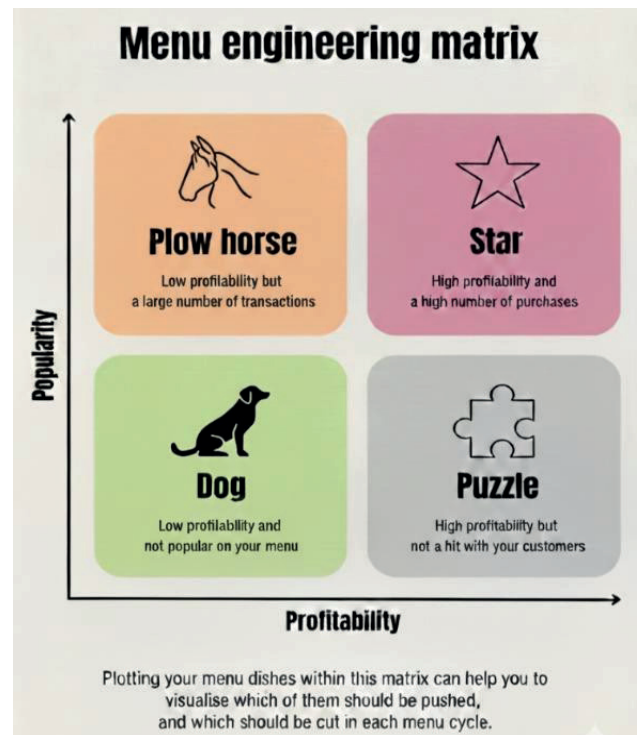 Menu engineering matrix
Popularity
Plow horse
Low profilability but
a large number of transactions
Star
High profilability and
a high number of purchases
Dog
Low profilability and
not popular on your menu
Puzzle
High profitability but
not a hit with your customers
Profitability
Plotting your menu dishes within this matrix can help you to
visualise which of them should be pushed,
and which should be cut in each menu cycle.